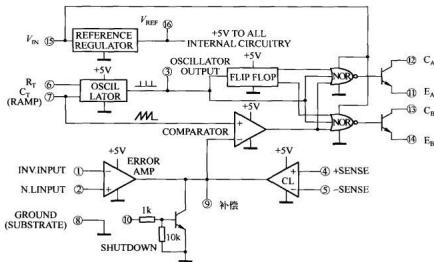 V_REF ⑯
V_IN ⑮ REFERENCE REGULATOR +5V TO ALL INTERNAL CIRCUITRY
+5V ③ OSCILLATOR OUTPUT +5V
R_T ⑥
C_T ⑦ (RAMP)
OSCIL LATOR
FLIP FLOP
NOR
⑫ C_A
⑪ E_A
+5V
COMPARATOR
+
−
NOR
⑬ C_B
⑭ E_B
+5V ERROR AMP
INV.INPUT ① −
N.I.INPUT ② +
+5V
CL
+ ④ +SENSE
− ⑤ −SENSE
⑨ 补偿
GROUND ⑧ (SUBSTRATE)
⑩ 1k
10k
SHUTDOWN